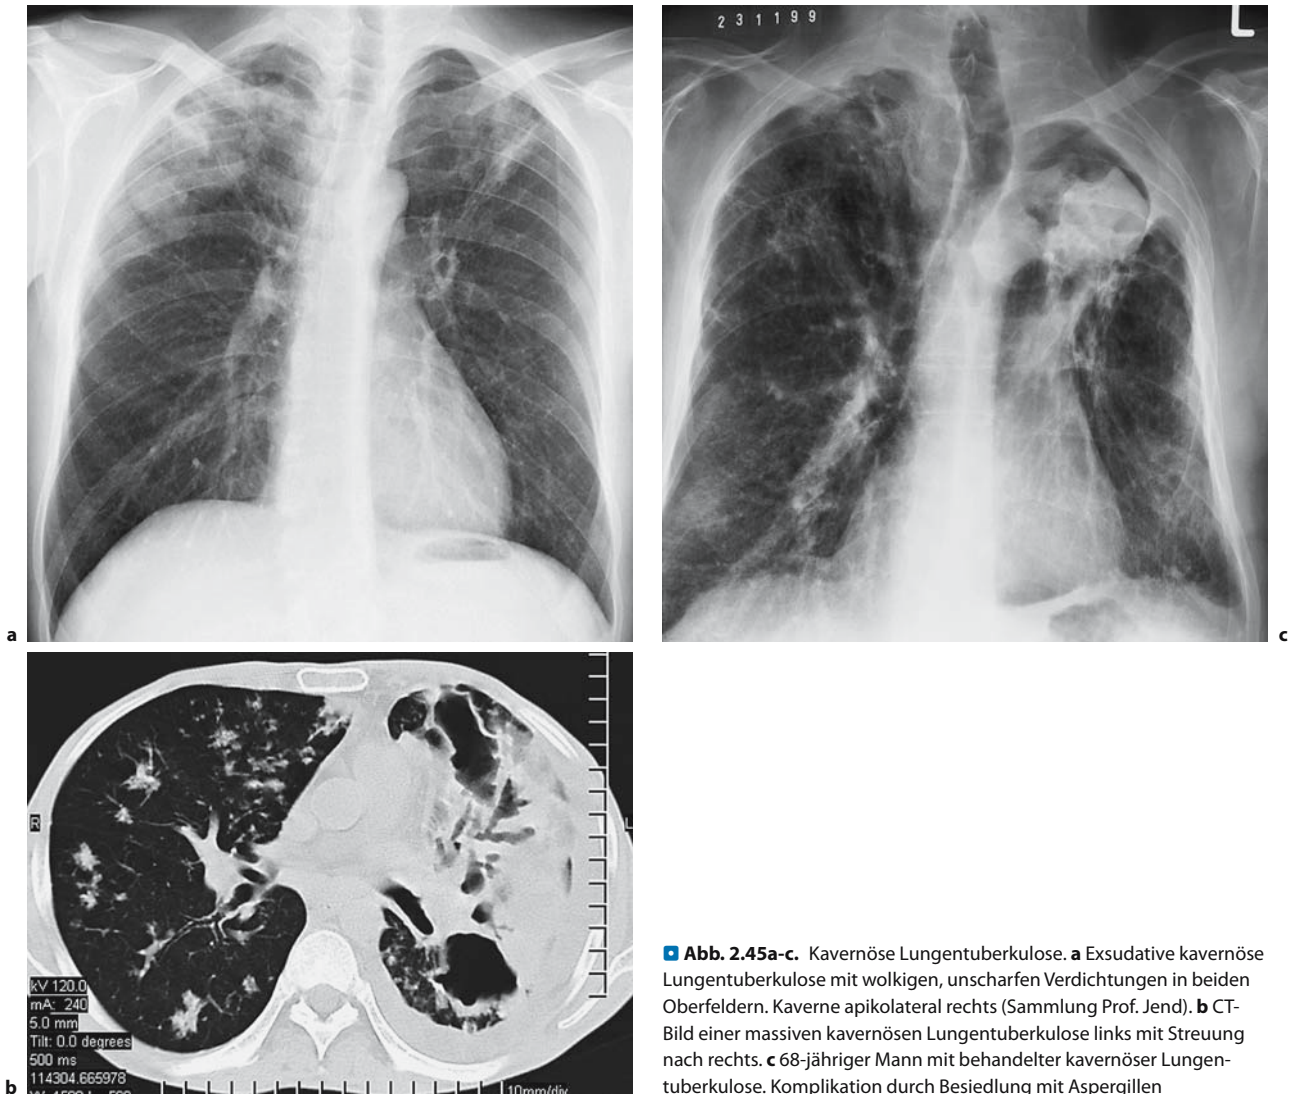 2 3 1 1 9 9
L
a
c
R
L
kV 120.0
mA: 240
5.0 mm
Tilt: 0.0 degrees
500 ms
114304.665978
10mm/div
b
Abb. 2.45a-c. Kavernöse Lungentuberkulose. a Exsudative kavernöse
Lungentuberkulose mit wolkigen, unscharfen Verdichtungen in beiden
Oberfeldern. Kaverne apikolateral rechts (Sammlung Prof. Jend). b CT-
Bild einer massiven kavernösen Lungentuberkulose links mit Streuung
nach rechts. c 68-jähriger Mann mit behandelter kavernöser Lungen-
tuberkulose. Komplikation durch Besiedlung mit Aspergillen